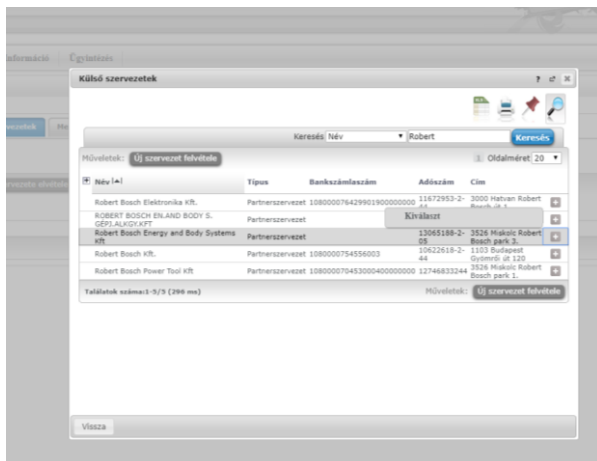 Információ Ügyintézés
Külső szervezetek
Keresés Név Robert Keresés
Műveletek: Új szervezet felvétele 1 Oldalméret 20
Név Típus Bankszámlaszám Adószám Cím
Robert Bosch Elektronika Kft. Partnerszervezet 108000076429901900000000 11672953-2-44 3000 Hatvan Robert Bosch út 1.
ROBERT BOSCH EN.AND BODY S. GÉPJ.ALKGY.KFT Partnerszervezet
Kiválaszt
Robert Bosch Energy and Body Systems Kft Partnerszervezet 13065188-2-05 3526 Miskolc Robert Bosch park 3.
Robert Bosch Kft. Partnerszervezet 1080000754556003 10622618-2-44 1103 Budapest Gyömrői út 120
Robert Bosch Power Tool Kft Partnerszervezet 108000070453000400000000 12746833244 3526 Miskolc Robert Bosch park 1.
Találatok száma:1-5/5 (296 ms) Műveletek: Új szervezet felvétele
Vissza